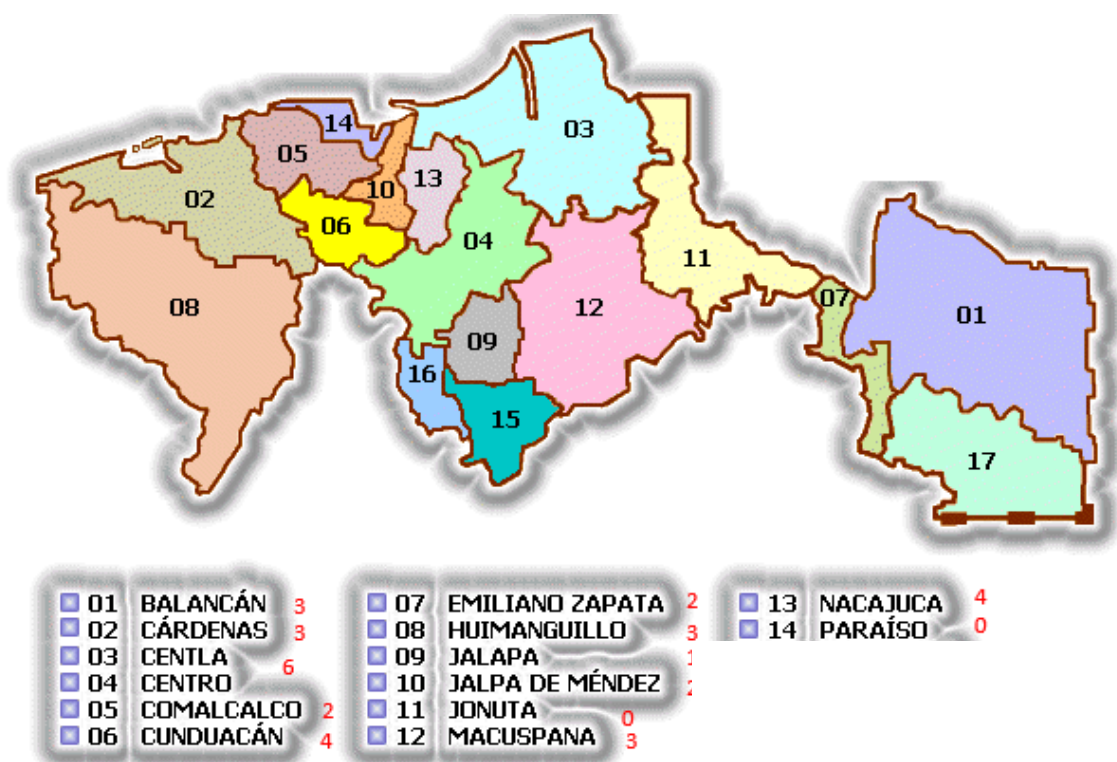 03
14
05
13
02
10
06
04
11
08
12
07
01
09
16
15
17
01 BALANCÁN 3
02 CÁRDENAS 3
03 CENTLA
6
04 CENTRO
05 COMALCALCO 2
06 CUNDUACÁN 4
07 EMILIANO ZAPATA 2
08 HUIMANGUILLO 3
09 JALAPA
10 JALPA DE MÉNDEZ
11 JONUTA 0
12 MACUSPANA 3
13 NACAJUCA 4
14 PARAÍSO 0